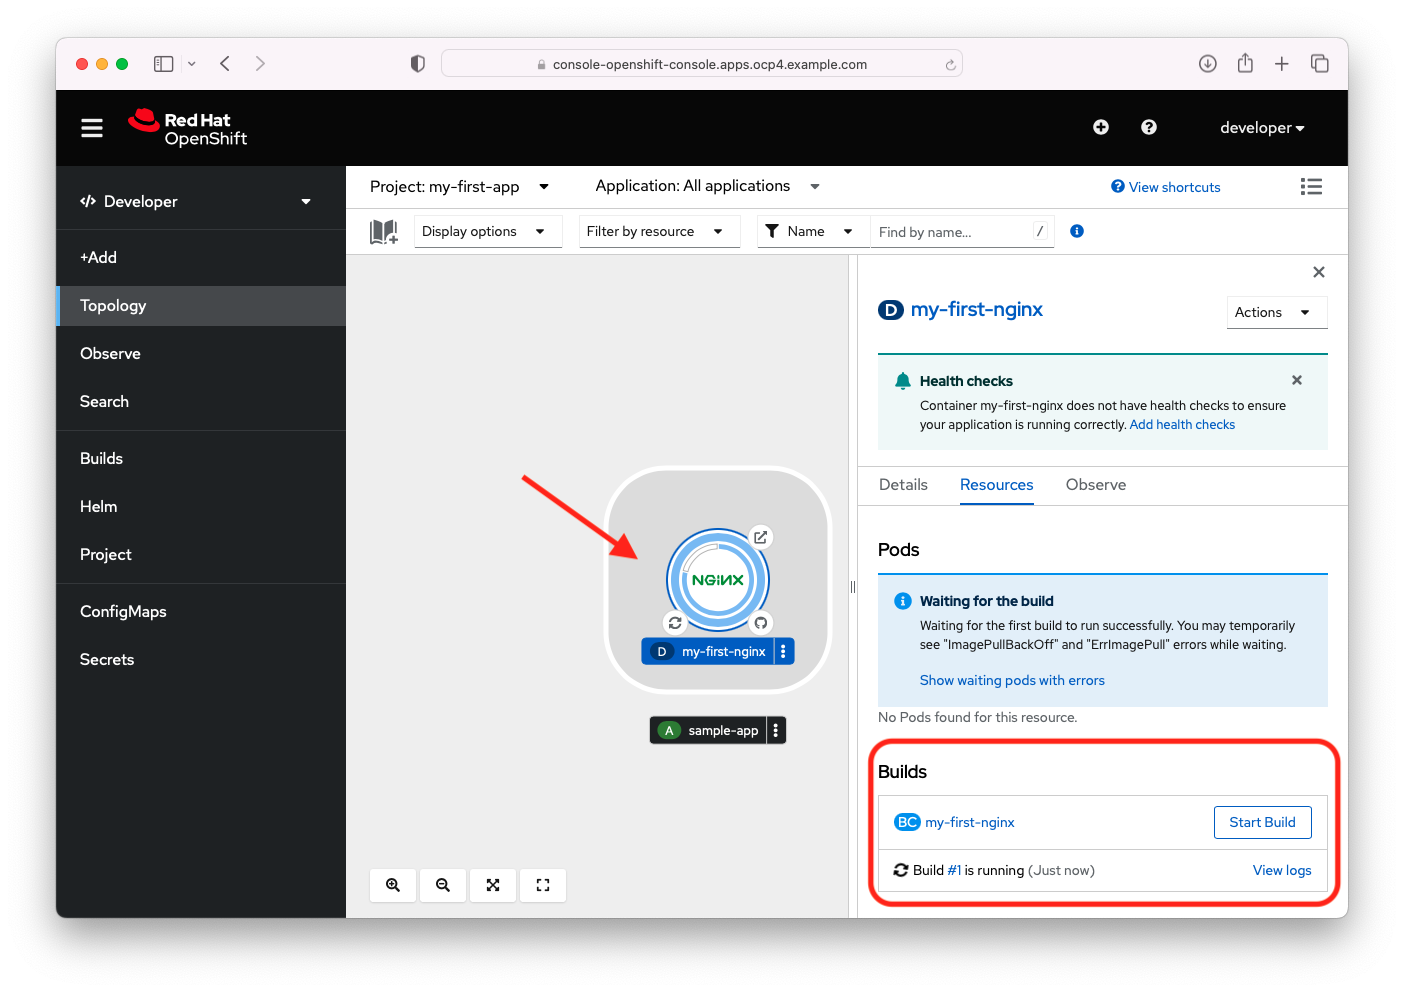 console-openshift-console.apps.ocp4.example.com
Red Hat
OpenShift
developer
Developer
+Add
Topology
Observe
Search
Builds
Helm
Project
ConfigMaps
Secrets
Project: my-first-app
Application: All applications
View shortcuts
Display options
Filter by resource
Name
Find by name...
/
NGINX
D my-first-nginx
A sample-app
D my-first-nginx
Actions
Health checks
Container my-first-nginx does not have health checks to ensure
your application is running correctly. Add health checks
Details
Resources
Observe
Pods
Waiting for the build
Waiting for the first build to run successfully. You may temporarily
see "ImagePullBackOff" and "ErrImagePull" errors while waiting.
Show waiting pods with errors
No Pods found for this resource.
Builds
BC my-first-nginx
Start Build
Build #1 is running (Just now)
View logs